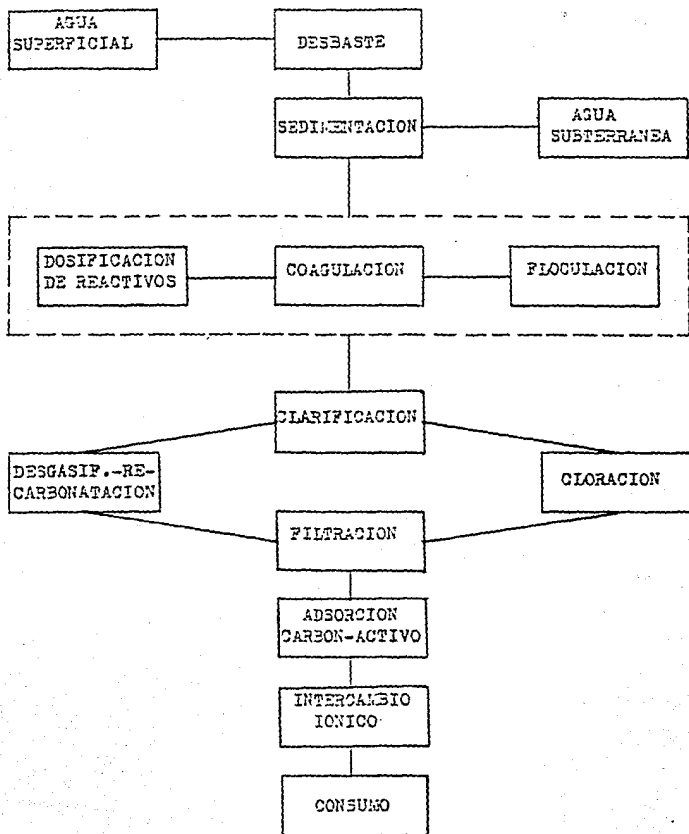 AGUA
SUPERFICIAL
DESBASTE
SEDIMENTACION
AGUA
SUBTERRANEA
DOSIFICACION
DE REACTIVOS
COAGULACION
FLOCULACION
CLARIFICACION
DESGASIF.-RE-
CARBONATACION
CLORACION
FILTRACION
ADSORCION
CARBON-ACTIVO
INTERCAMBIO
IONICO
CONSUMO